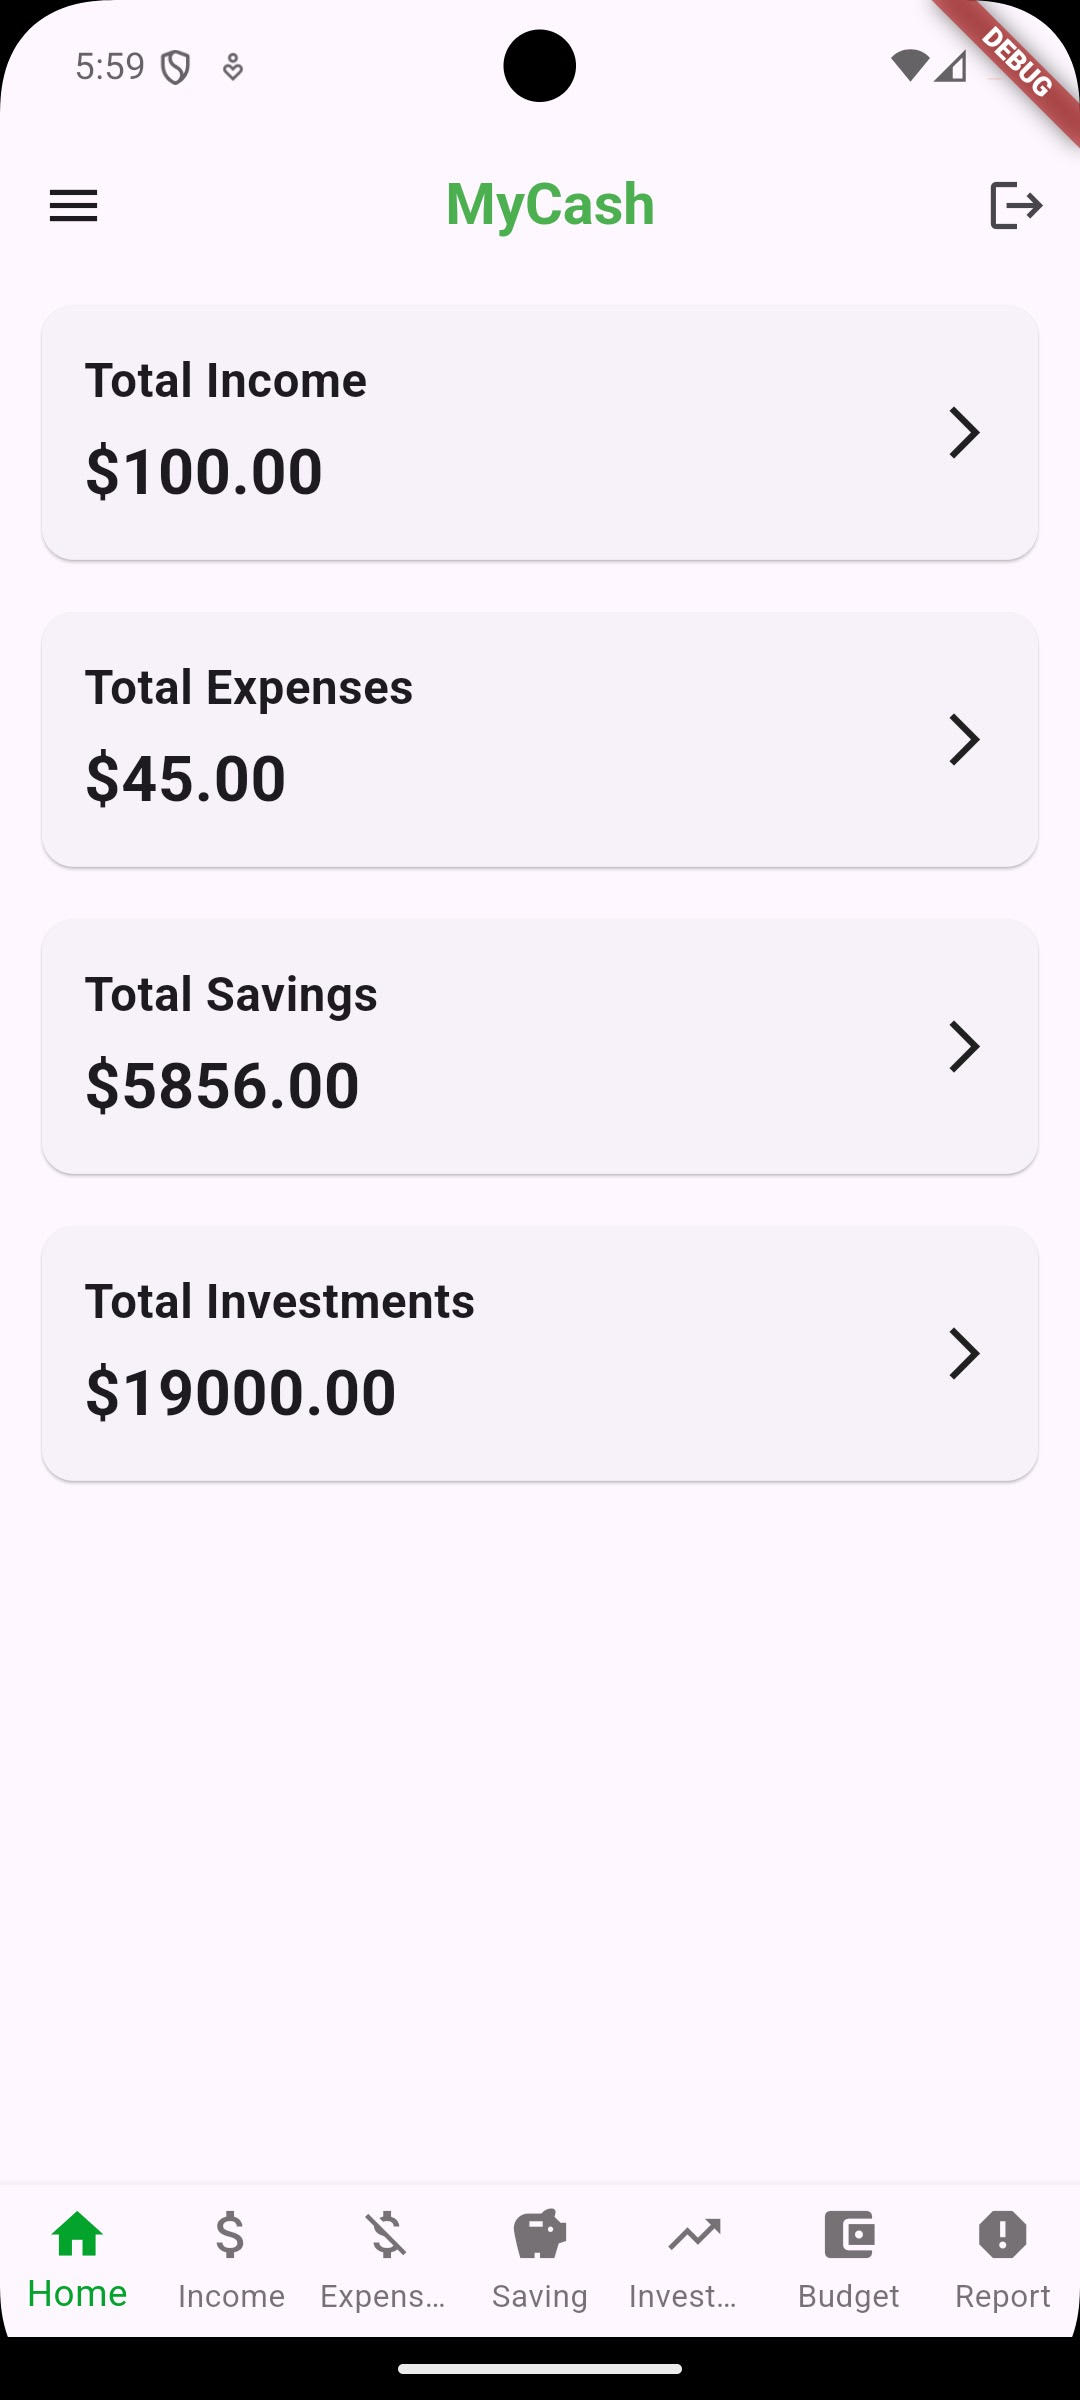 5:59
DEBUG
MyCash
Total Income
$100.00
Total Expenses
$45.00
Total Savings
$5856.00
Total Investments
$19000.00
Home
Income
Expens...
Saving
Invest...
Budget
Report